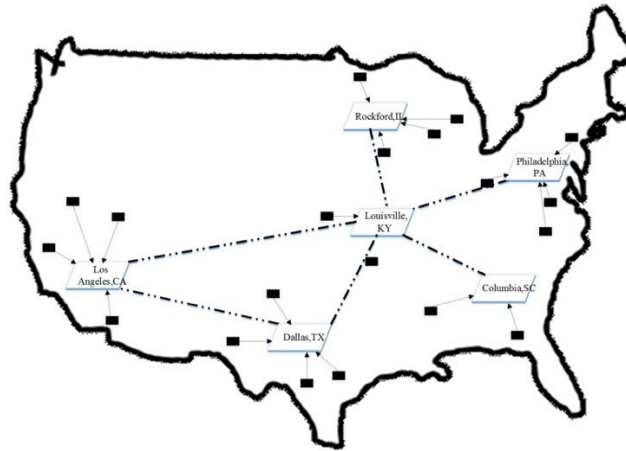 Rockford,IL
Philadelphia,
PA
Louisville,
KY
Los
Angeles,CA
Columbia,SC
Dallas,TX